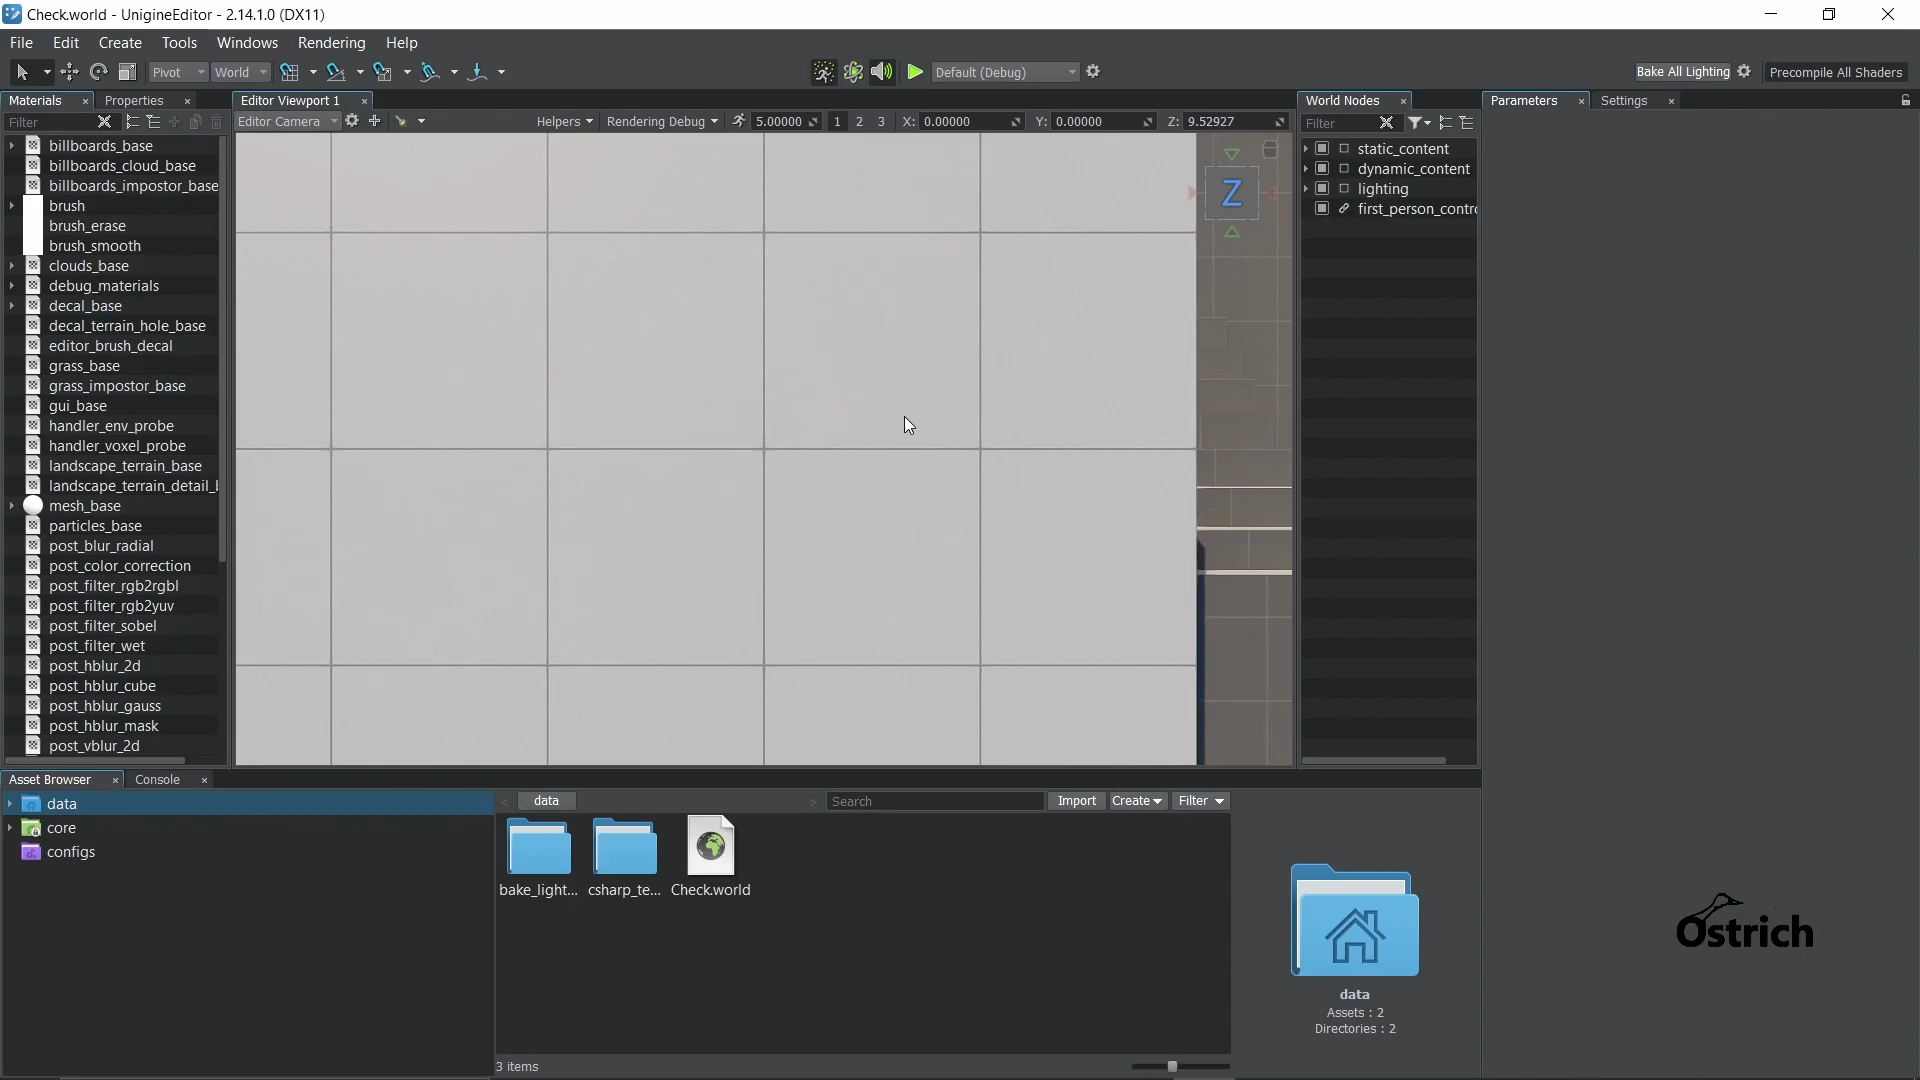 Check.world - UnigineEditor - 2.14.1.0 (DX11)
File Edit Create Tools Windows Rendering Help
Pivot World Default (Debug) Bake All Lighting Precompile All Shaders
Materials Properties
Filter
billboards_base
billboards_cloud_base
billboards_impostor_base
brush
brush_erase
brush_smooth
clouds_base
debug_materials
decal_base
decal_terrain_hole_base
editor_brush_decal
grass_base
grass_impostor_base
gui_base
handler_env_probe
handler_voxel_probe
landscape_terrain_base
landscape_terrain_detail_
mesh_base
particles_base
post_blur_radial
post_color_correction
post_filter_rgb2rgbl
post_filter_rgb2yuv
post_filter_sobel
post_filter_wet
post_hblur_2d
post_hblur_cube
post_hblur_gauss
post_hblur_mask
post_vblur_2d
Editor Viewport 1
Editor Camera Helpers Rendering Debug 5.00000 1 2 3 X: 0.00000 Y: 0.00000 Z: 9.52927
Z
World Nodes
Filter
static_content
dynamic_content
lighting
first_person_contro
Parameters Settings
Asset Browser Console
data
core
configs
< data > Search Import Create Filter
bake_light... csharp_te... Check.world
3 items
data
Assets : 2
Directories : 2
Ostrich